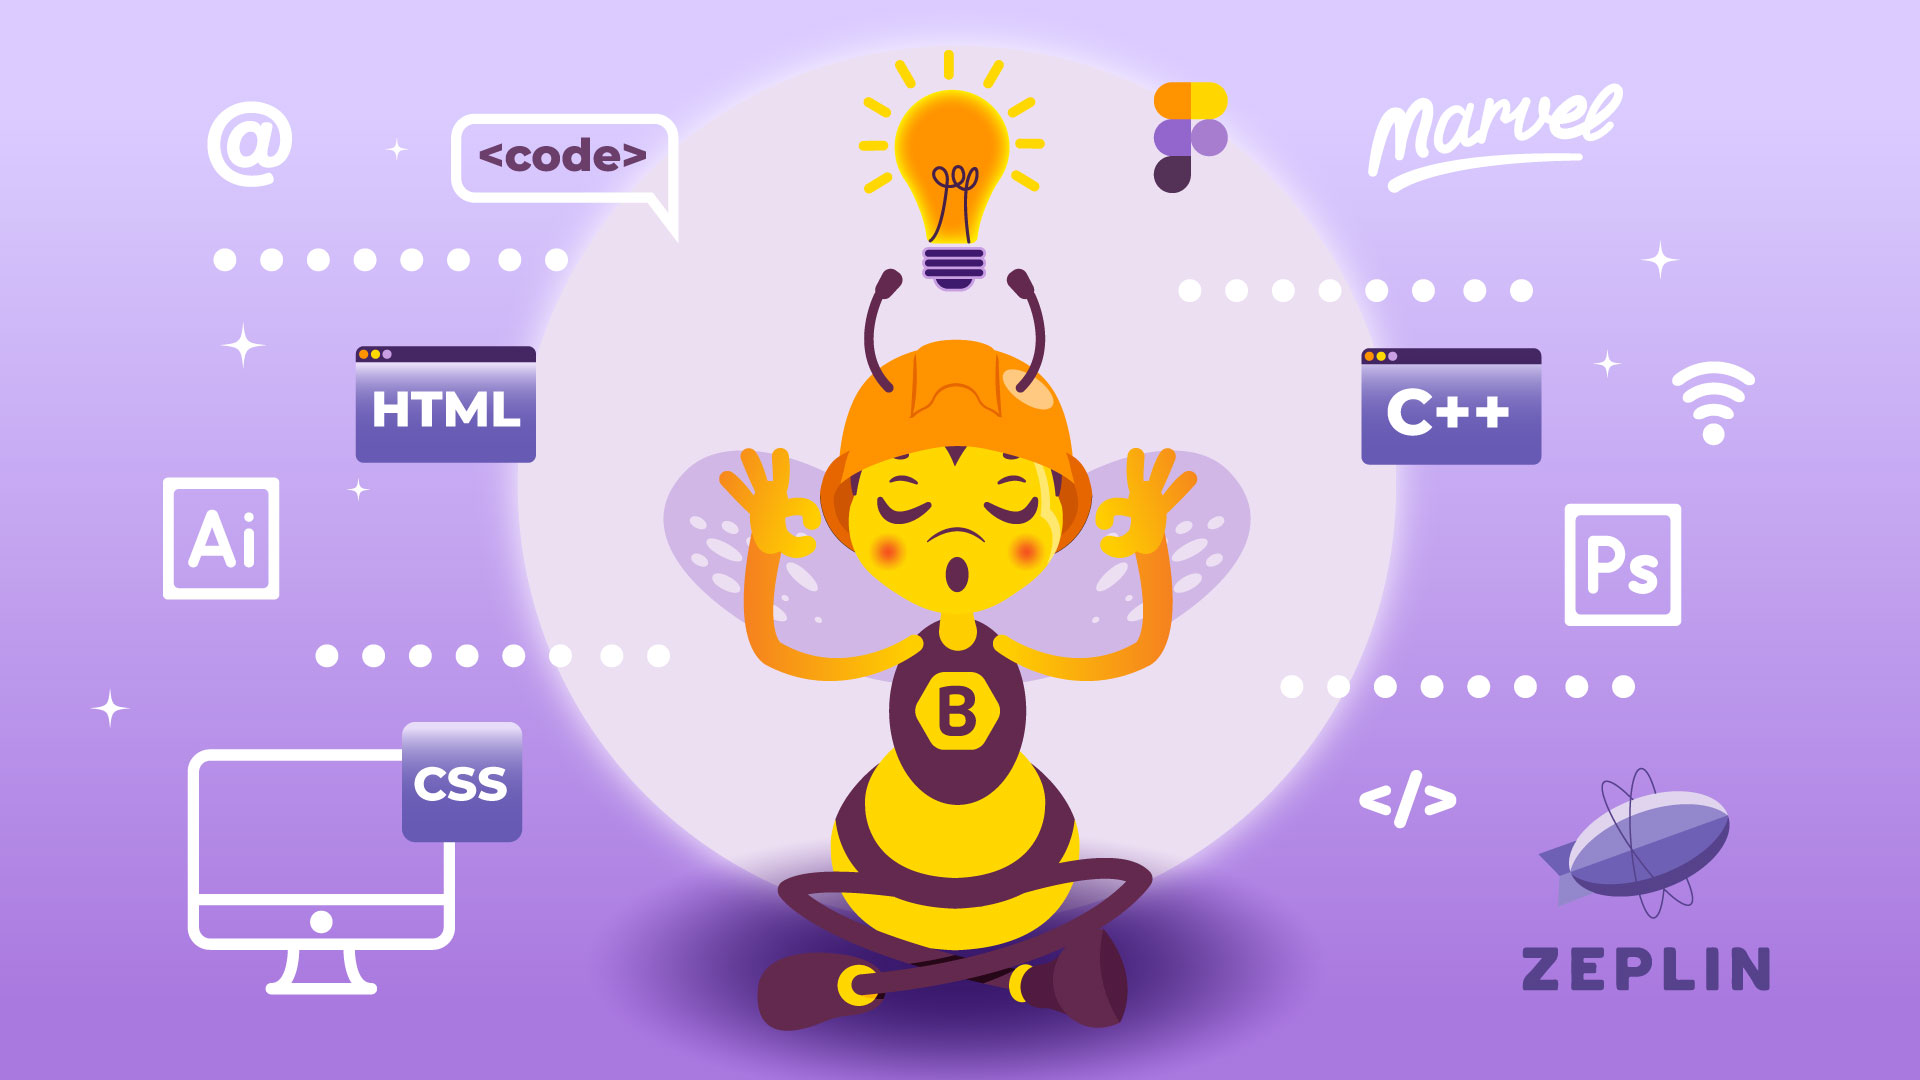 @
<code>
Marvel
HTML
C++
Ai
Ps
B
CSS
</>
ZEPLIN